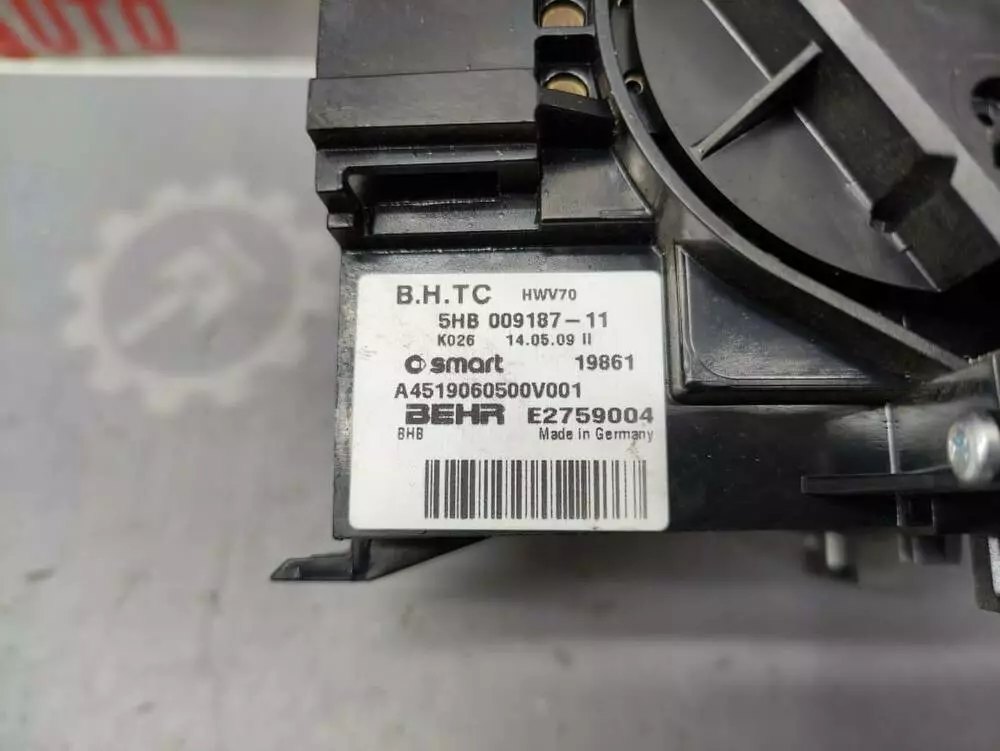 AUTO
B.H.TC HWV70
5HB 009187-11
K026 14.05.09 II
smart 19861
A4519060500V001
BEHR E2759004
BHB Made in Germany